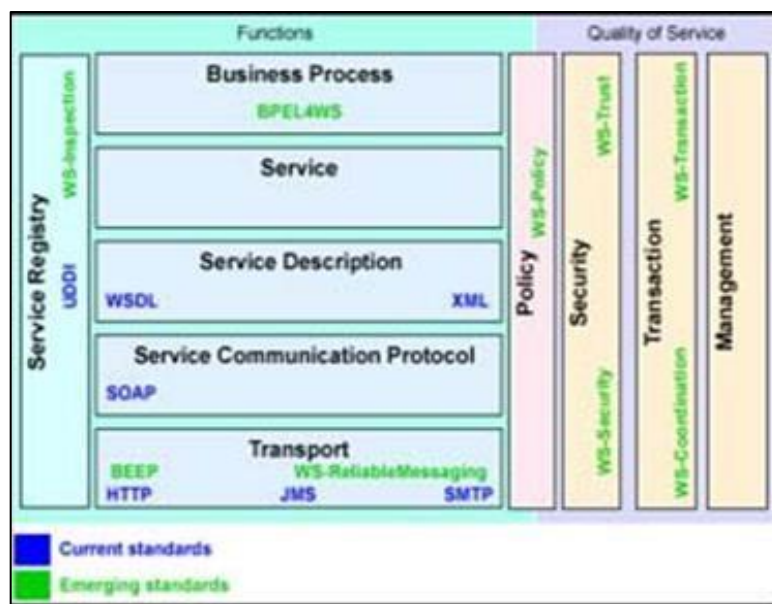 Functions
Quality of Service
Service Registry
WS-Inspection
UDDI
Business Process
BPEL4WS
Service
Service Description
WSDL XML
Service Communication Protocol
SOAP
Transport
BEEP WS-ReliableMessaging
HTTP JMS SMTP
Policy
WS-Policy
Security
WS-Trust
WS-Security
Transaction
WS-Transaction
WS-Coordination
Management
Current standards
Emerging standards